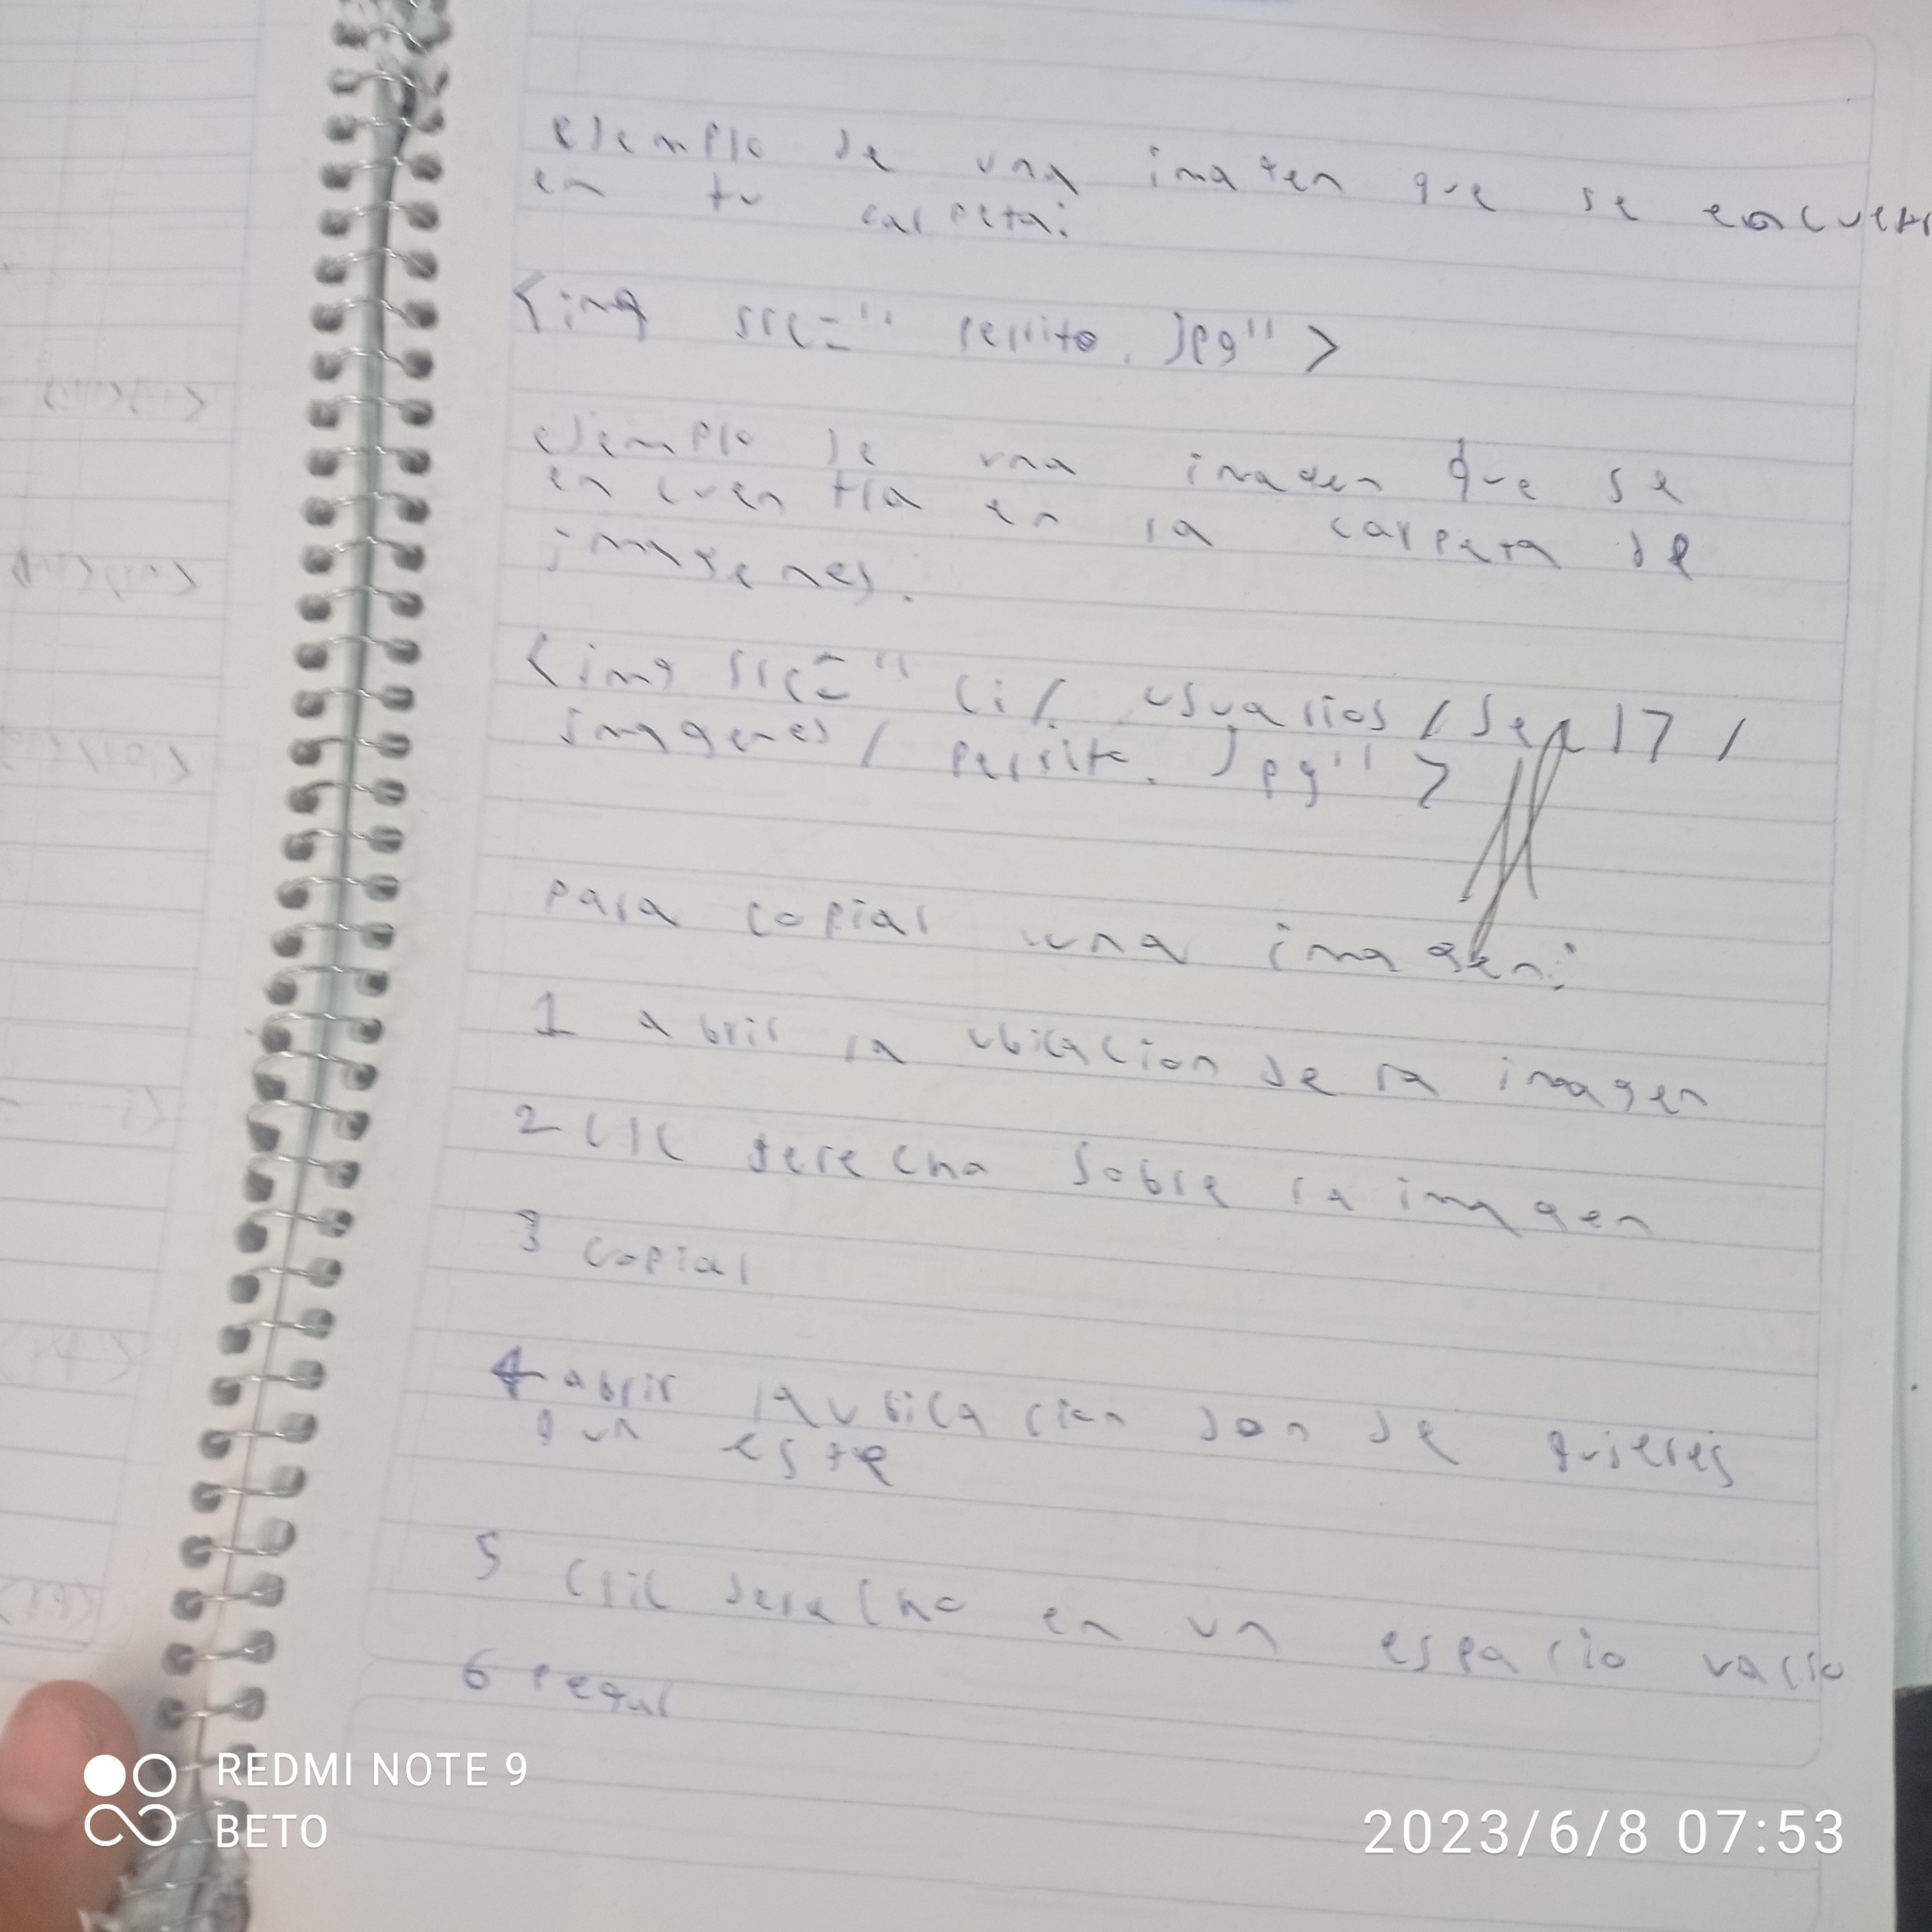 ejemplo de una imagen que se encuent
en tu carpeta:
<img src=" perrito. Jpg" >
ejemplo de una imagen que se
encuentra en la carpeta de
imagenes.
<img src=" C:/ usuarios / Sep 17 /
imagenes / perrito. Jpg" >
para copiar una imagen:
1 abrir la ubicacion de la imagen
2 clic derecha sobre la imagen
3 copiar
4 abrir la ubicacion donde quieres
que este
5 clic derecho en un espacio vacio
6 pegar
REDMI NOTE 9
BETO
2023/6/8 07:53